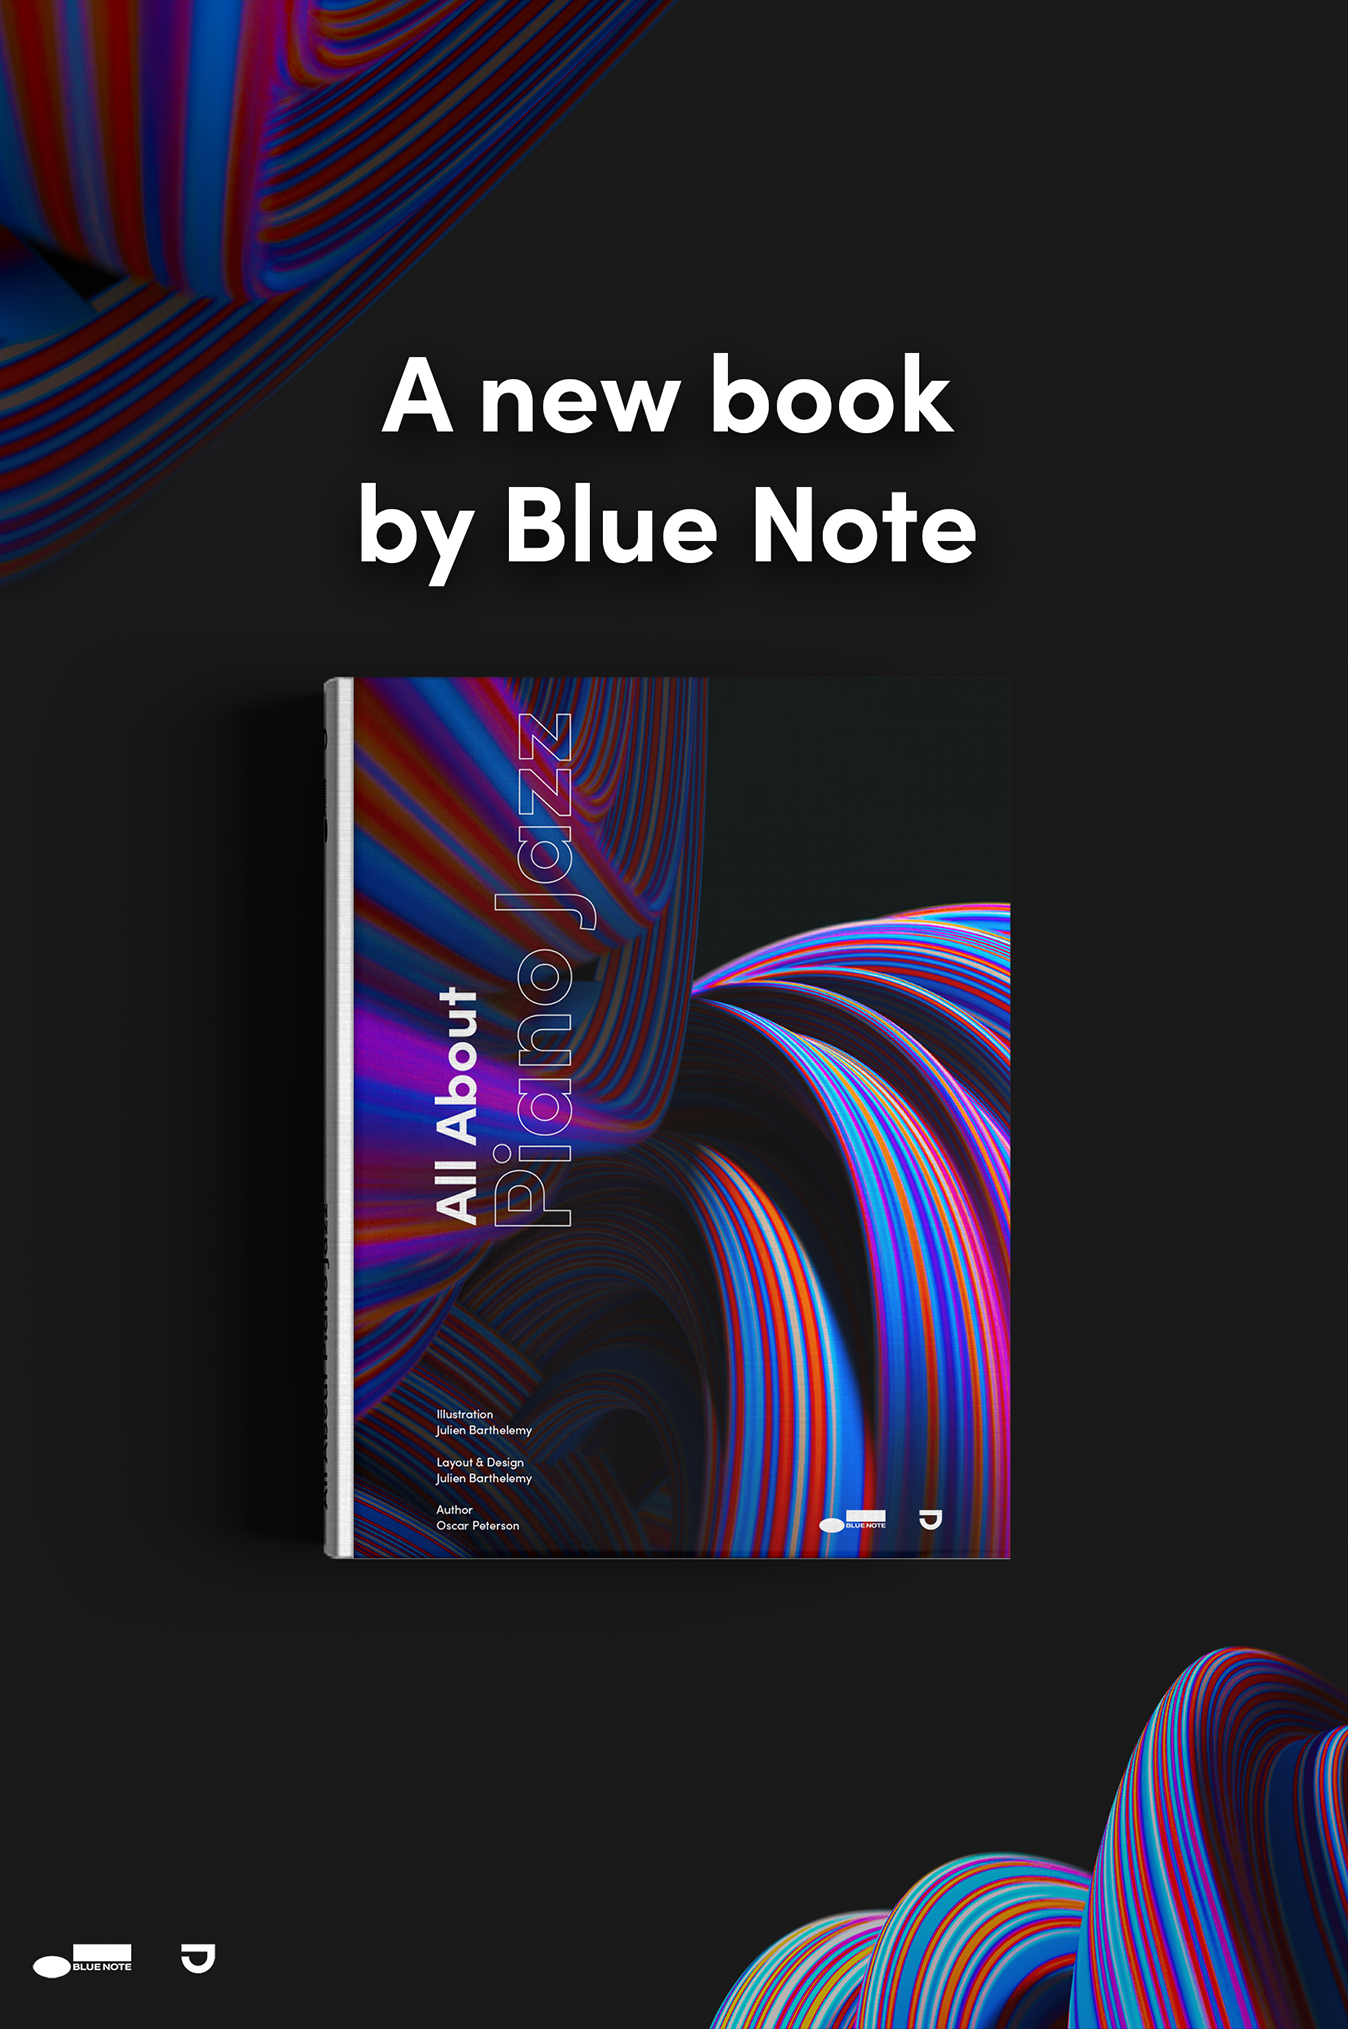 A new book
by Blue Note
All About
Piano Jazz
Illustration
Julien Barthelemy
Layout & Design
Julien Barthelemy
Author
Oscar Peterson
BLUE NOTE
BLUE NOTE